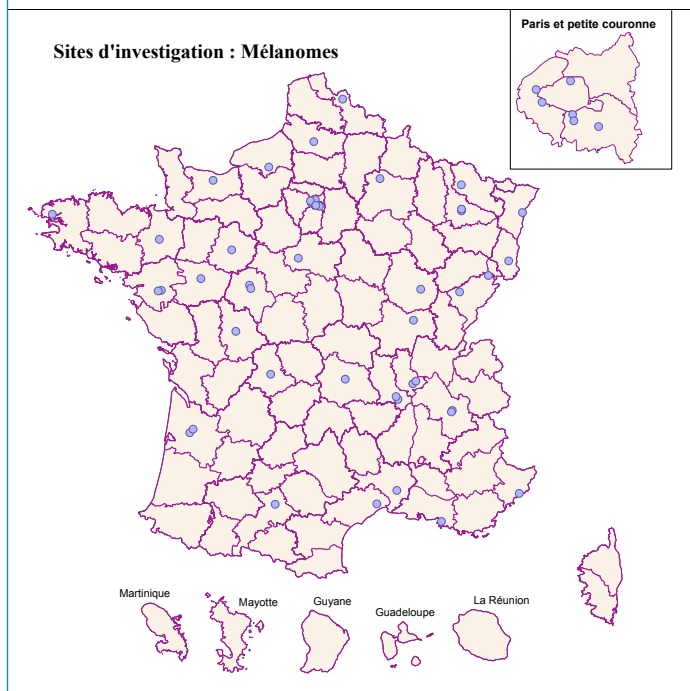 Paris et petite couronne
Sites d'investigation : Mélanomes
Martinique
Mayotte
Guyane
Guadeloupe
La Réunion